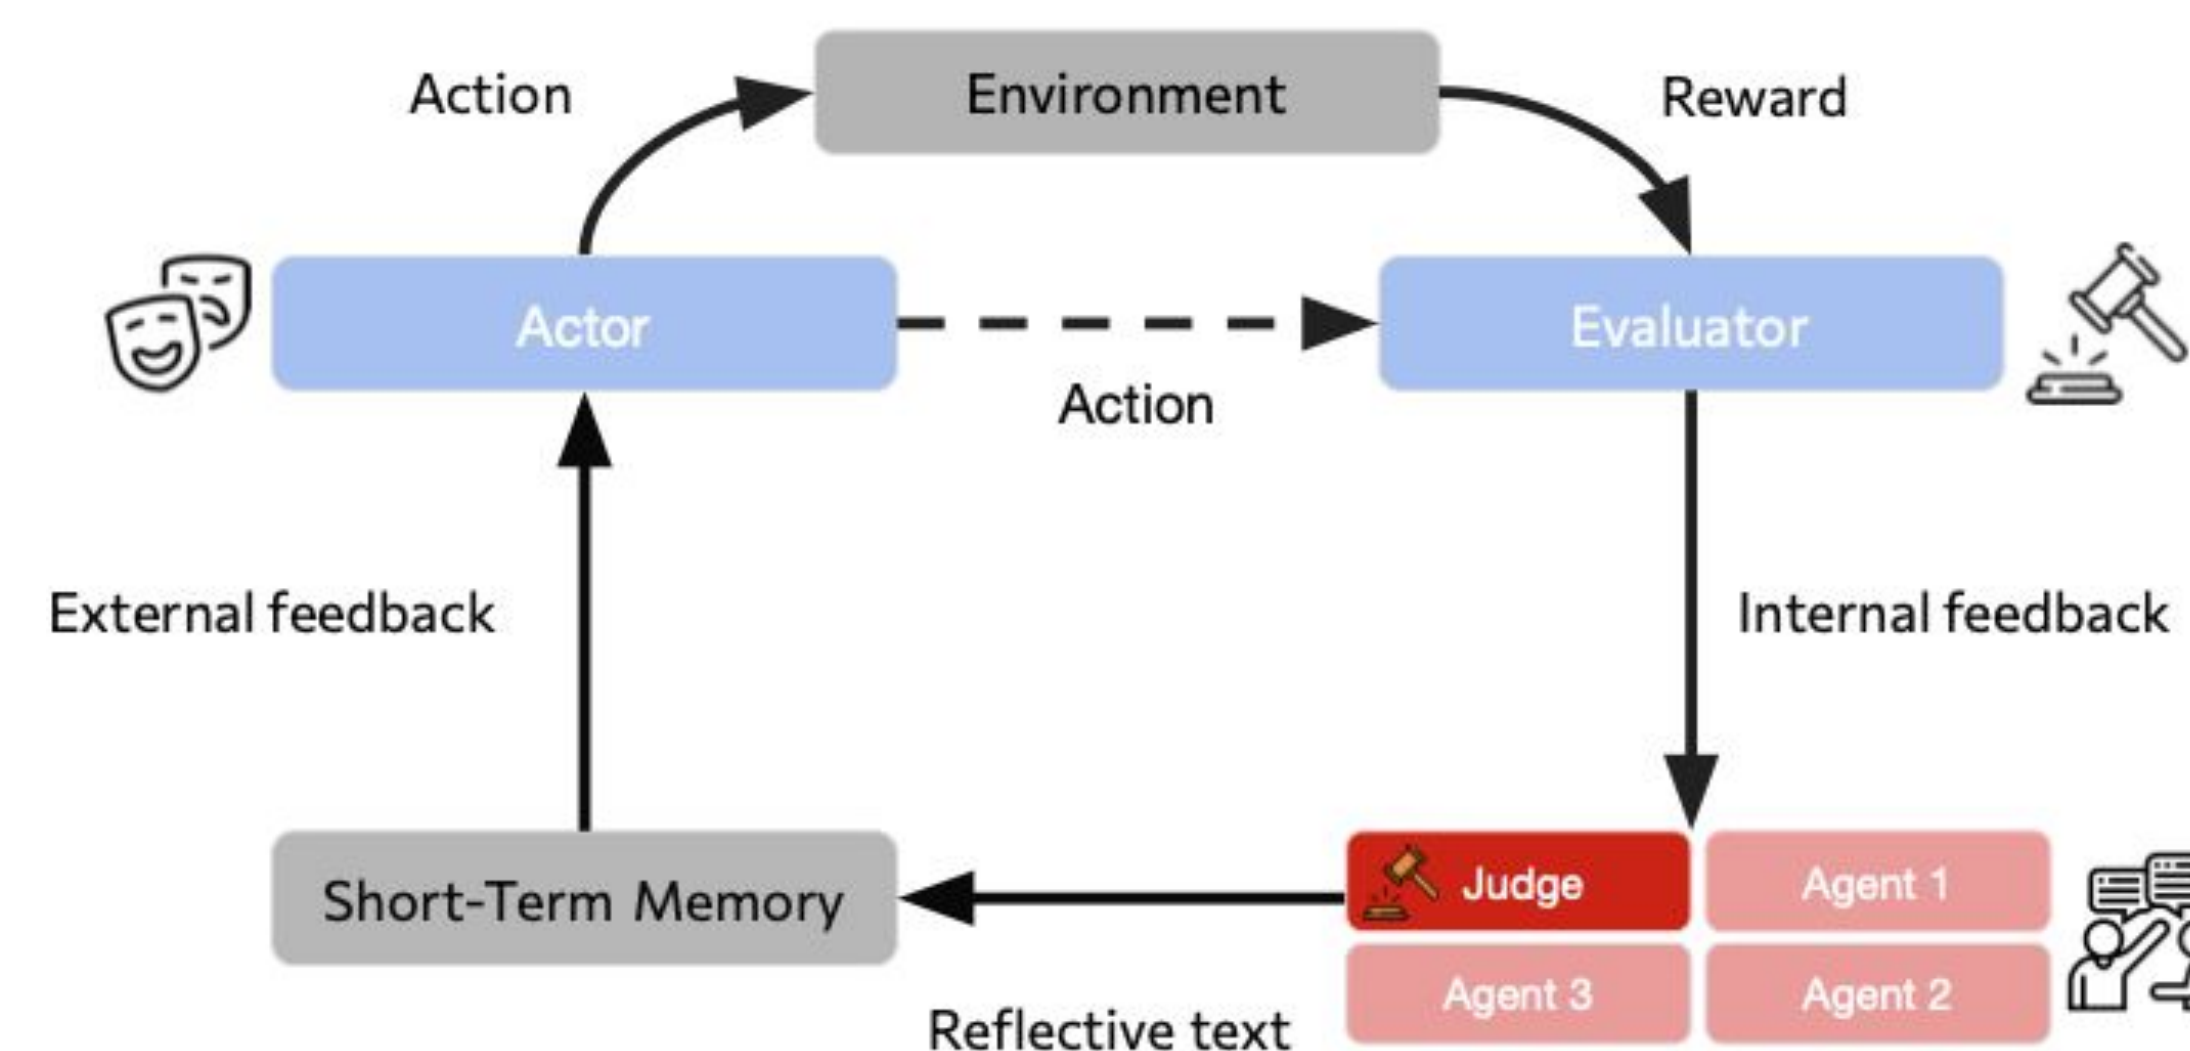 Action
Environment
Reward
Actor
Evaluator
Action
External feedback
Internal feedback
Short-Term Memory
Judge
Agent 1
Agent 3
Agent 2
Reflective text